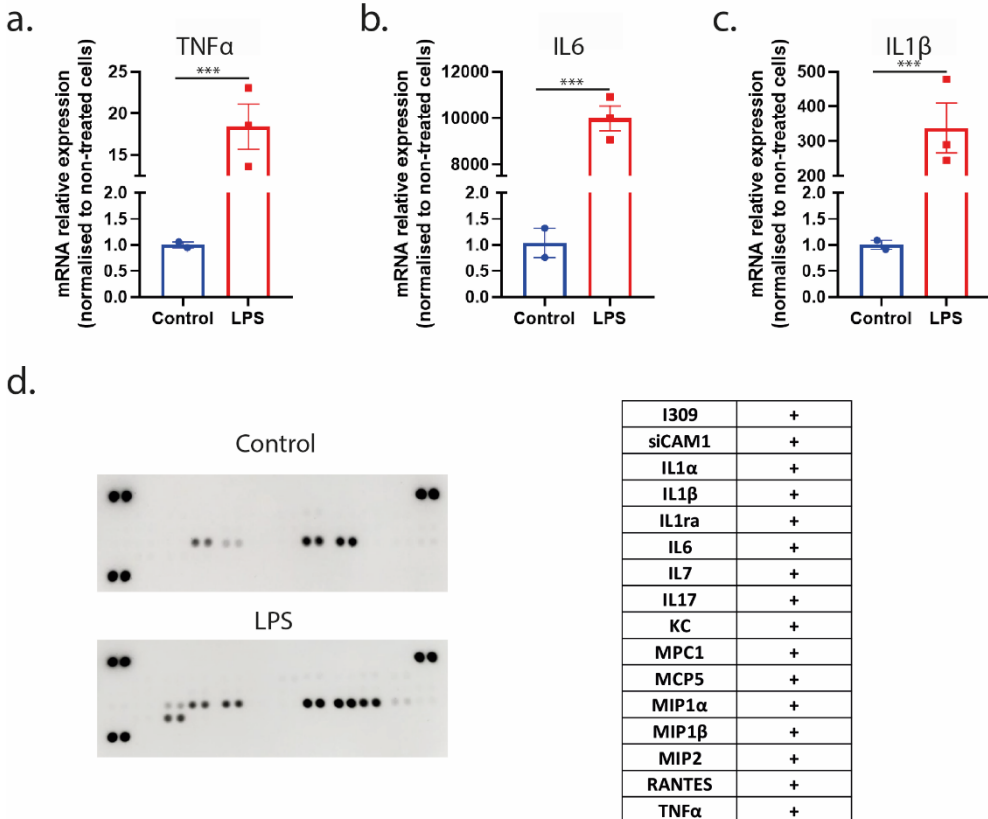 a.
TNFα
mRNA relative expression
(normalised to non-treated cells)
25
20
15
2.0
1.5
1.0
0.5
0.0
***
Control LPS
b.
IL6
mRNA relative expression
(normalised to non-treated cells)
12000
10000
8000
2.0
1.5
1.0
0.5
0.0
***
Control LPS
c.
IL1β
mRNA relative expression
(normalised to non-treated cells)
500
400
300
200
2.0
1.5
1.0
0.5
0.0
***
Control LPS
d.
Control
LPS
I309 +
siCAM1 +
IL1α +
IL1β +
IL1ra +
IL6 +
IL7 +
IL17 +
KC +
MPC1 +
MCP5 +
MIP1α +
MIP1β +
MIP2 +
RANTES +
TNFα +